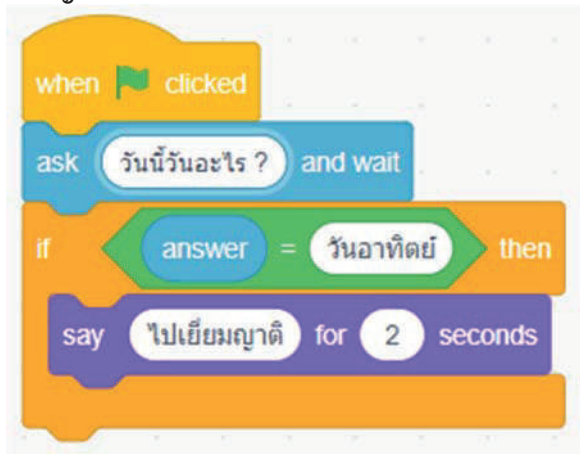 when clicked
ask วันนี้วันอะไร ? and wait
if answer = วันอาทิตย์ then
say ไปเยี่ยมญาติ for 2 seconds